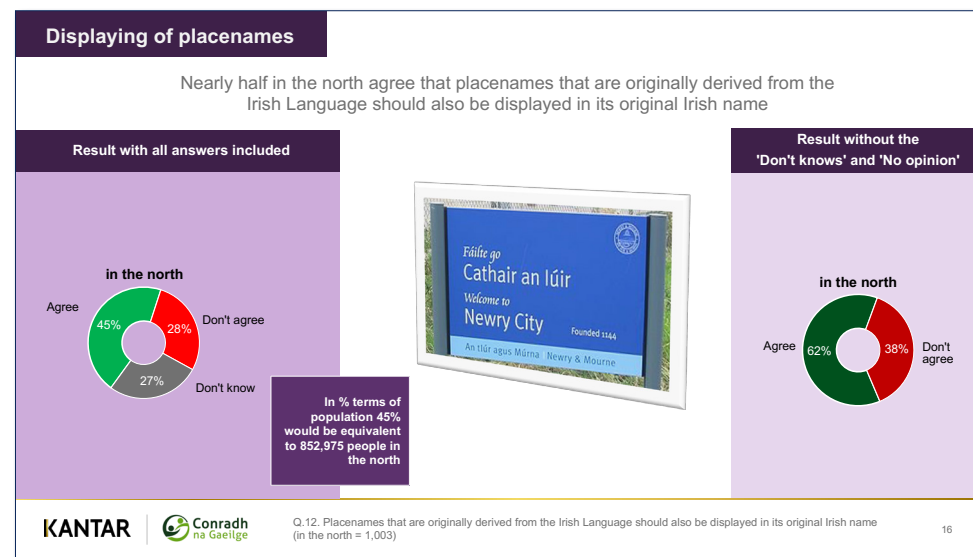 Displaying of placenames
Nearly half in the north agree that placenames that are originally derived from the
Irish Language should also be displayed in its original Irish name
Result with all answers included
in the north
Agree
45%
28%
Don't agree
27%
Don't know
In % terms of
population 45%
would be equivalent
to 852,975 people in
the north
Fáilte go
Cathair an Iúir
Welcome to
Newry City
Founded 1144
An tIúr agus Múrna Newry & Mourne
Result without the
'Don't knows' and 'No opinion'
in the north
Agree
62%
38%
Don't
agree
KANTAR
Conradh
na Gaeilge
Q.12. Placenames that are originally derived from the Irish Language should also be displayed in its original Irish name
(in the north = 1,003)
16